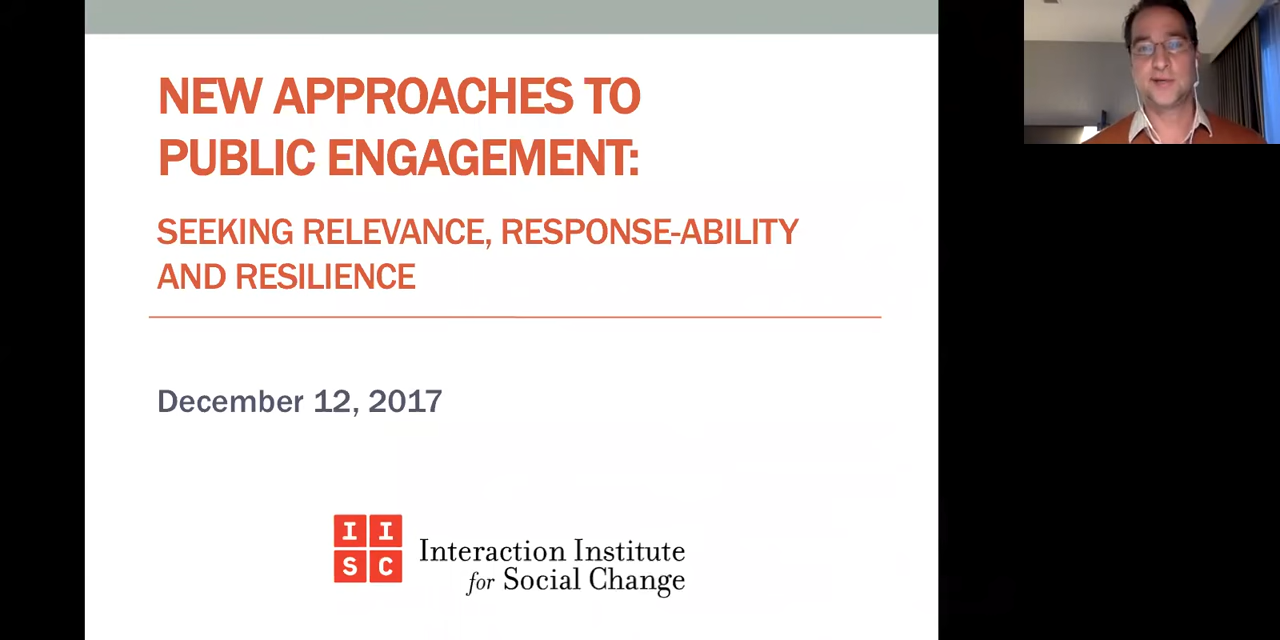 NEW APPROACHES TO
PUBLIC ENGAGEMENT:
SEEKING RELEVANCE, RESPONSE-ABILITY
AND RESILIENCE
December 12, 2017
I I
S C
Interaction Institute
for Social Change